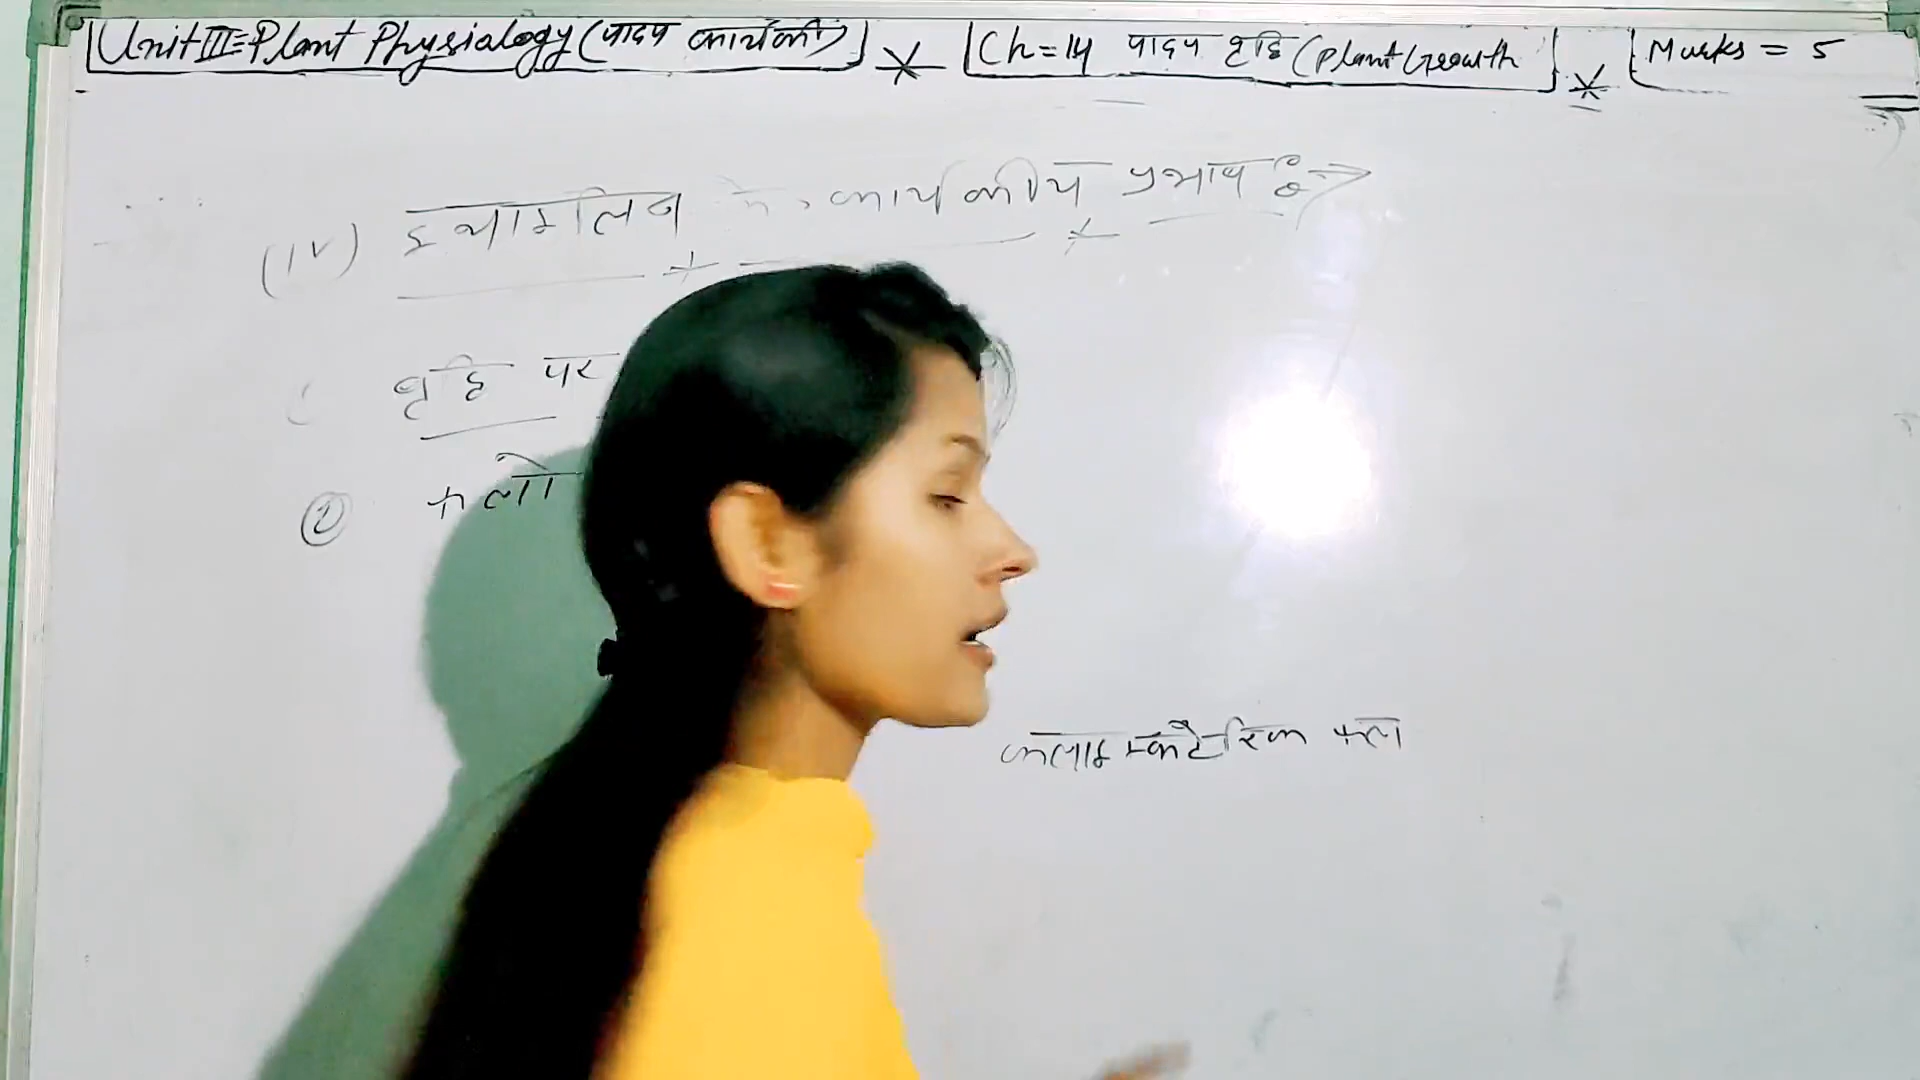 Unit III = Plant Physialogy (पादप कार्यिकी) * Ch = 14 पादप वृद्धि (Plant Growth * Marks = 5
(iv) इथाइलिन के कार्यिकीय प्रभाव :→
वृद्धि पर
② फलो
क्लाइमैक्टेरिक फल